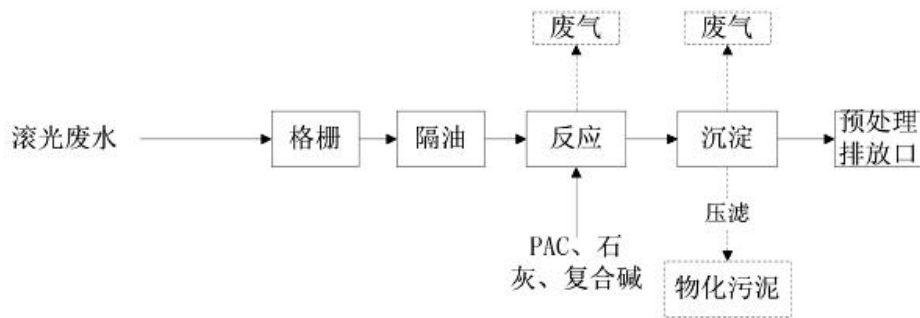 废气
废气
滚光废水
格栅
隔油
反应
沉淀
预处理
排放口
压滤
PAC、石
灰、复合碱
物化污泥